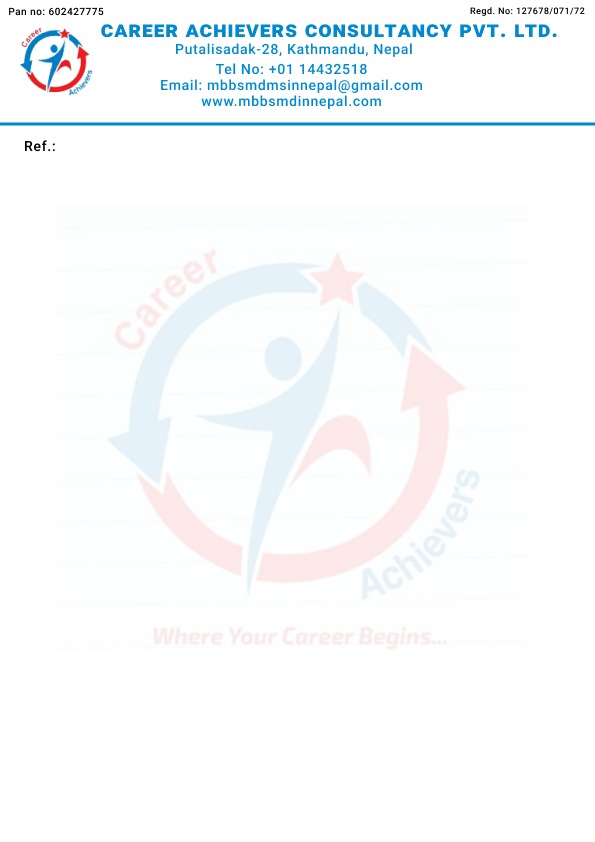 Pan no: 602427775
Regd. No: 127678/071/72
CAREER ACHIEVERS CONSULTANCY PVT. LTD.
Putalisadak-28, Kathmandu, Nepal
Tel No: +01 14432518
Email: mbbsmdmsinnepal@gmail.com
www.mbbsmdinnepal.com
Career
Achievers
Ref.:
Career
Achievers
Where Your Career Begins...